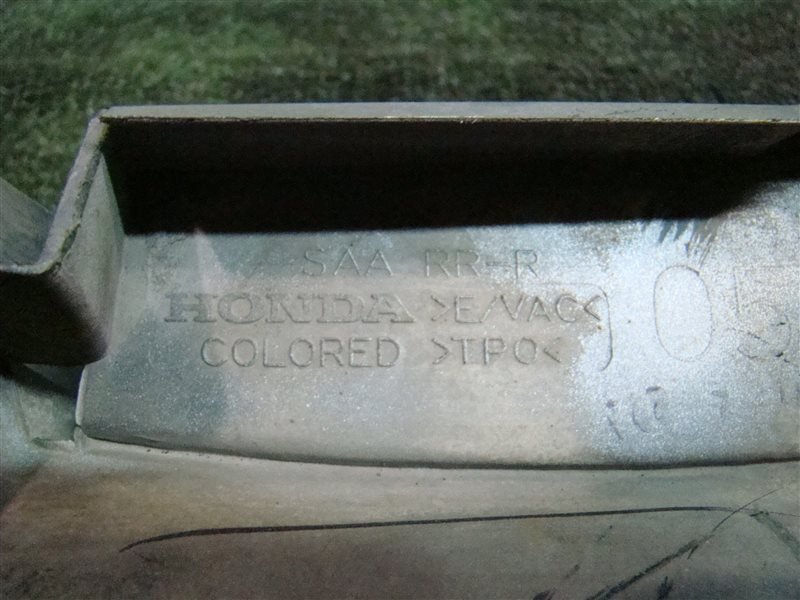 SAA RR-R
HONDA >E/VAC<
COLORED >TPO<
05